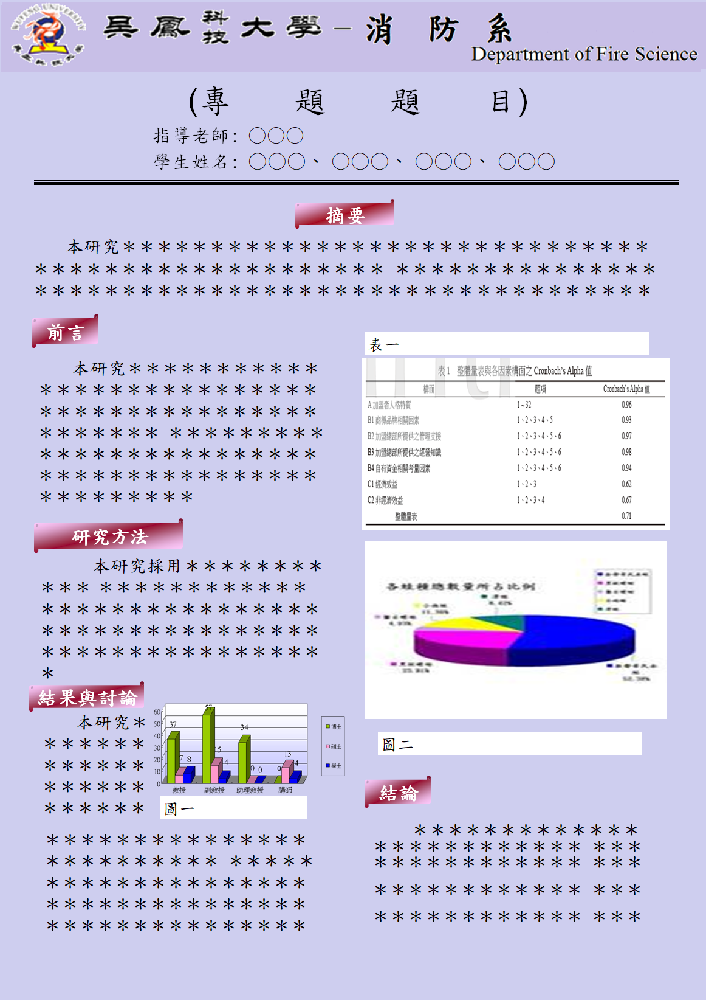 WUFENG UNIVERSITY
吳鳳科技大學－消防系
Department of Fire Science
(專題題目)
指導老師：○○○
學生姓名：○○○、○○○、○○○、○○○
摘要
本研究＊＊＊＊＊＊＊＊＊＊＊＊＊＊＊＊＊＊＊＊＊＊＊＊＊＊＊＊＊＊
＊＊＊＊＊＊＊＊＊＊＊＊＊＊＊＊＊＊＊＊ ＊＊＊＊＊＊＊＊＊＊＊＊＊＊＊
＊＊＊＊＊＊＊＊＊＊＊＊＊＊＊＊＊＊＊＊＊＊＊＊＊＊＊＊＊＊＊＊＊＊＊
前言
本研究＊＊＊＊＊＊＊＊＊＊＊
＊＊＊＊＊＊＊＊＊＊＊＊＊＊＊＊
＊＊＊＊＊＊＊＊＊＊＊＊＊＊＊＊
＊＊＊＊＊＊＊ ＊＊＊＊＊＊＊＊＊
＊＊＊＊＊＊＊＊＊＊＊＊＊＊＊＊
＊＊＊＊＊＊＊＊＊＊＊＊＊＊＊＊
＊＊＊＊＊＊＊＊＊
研究方法
本研究採用＊＊＊＊＊＊＊＊
＊＊＊ ＊＊＊＊＊＊＊＊＊＊＊＊
＊＊＊＊＊＊＊＊＊＊＊＊＊＊＊＊
＊＊＊＊＊＊＊＊＊＊＊＊＊＊＊＊
＊＊＊＊＊＊＊＊＊＊＊＊＊＊＊＊
＊
結果與討論
本研究＊
＊＊＊＊＊＊
＊＊＊＊＊＊
＊＊＊＊＊＊
＊＊＊＊＊＊
60
50
40
30
20
10
0
37 7 8
57 15 4
34 0 0
0 13 4
教授 副教授 助理教授 講師
博士
碩士
學士
圖一
＊＊＊＊＊＊＊＊＊＊＊＊＊＊＊
＊＊＊＊＊＊＊＊＊＊ ＊＊＊＊＊
＊＊＊＊＊＊＊＊＊＊＊＊＊＊＊
＊＊＊＊＊＊＊＊＊＊＊＊＊＊＊
＊＊＊＊＊＊＊＊＊＊＊＊＊＊＊
表一
表 1 整體量表與各因素構面之 Cronbach's Alpha 值
構面 題項 Cronbach's Alpha 值
A 加盟者人格特質 1～32 0.96
B1 商標品牌相關因素 1、2、3、4、5 0.93
B2 加盟總部所提供之管理支援 1、2、3、4、5、6 0.97
B3 加盟總部所提供之經營知識 1、2、3、4、5、6 0.98
B4 自有資金相關考量因素 1、2、3、4、5、6 0.94
C1 經濟效益 1、2、3 0.62
C2 非經濟效益 1、2、3、4 0.67
整體量表 0.71
各蛙種總數量所占比例
圖二
結論
＊＊＊＊＊＊＊＊＊＊＊＊＊
＊＊＊＊＊＊＊＊＊＊＊＊ ＊＊＊
＊＊＊＊＊＊＊＊＊＊＊＊ ＊＊＊
＊＊＊＊＊＊＊＊＊＊＊＊ ＊＊＊
＊＊＊＊＊＊＊＊＊＊＊＊ ＊＊＊